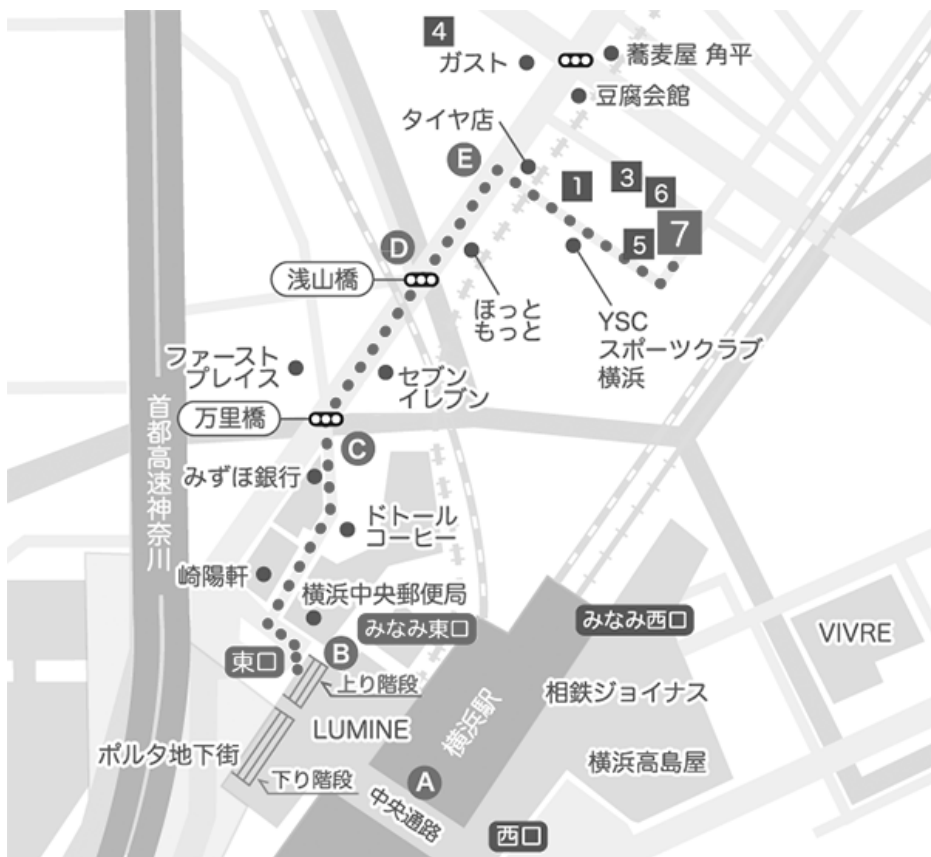 4
ガスト
蕎麦屋 角平
豆腐会館
タイヤ店
E
1
3
6
5
7
D
浅山橋
ほっと
もっと
YSC
スポーツクラブ
横浜
ファースト
プレイス
セブン
イレブン
万里橋
首都高速神奈川
C
みずほ銀行
ドトール
コーヒー
崎陽軒
横浜中央郵便局
みなみ東口
みなみ西口
VIVRE
東口
B
上り階段
相鉄ジョイナス
LUMINE
横浜駅
ポルタ地下街
横浜高島屋
下り階段
A
中央通路
西口